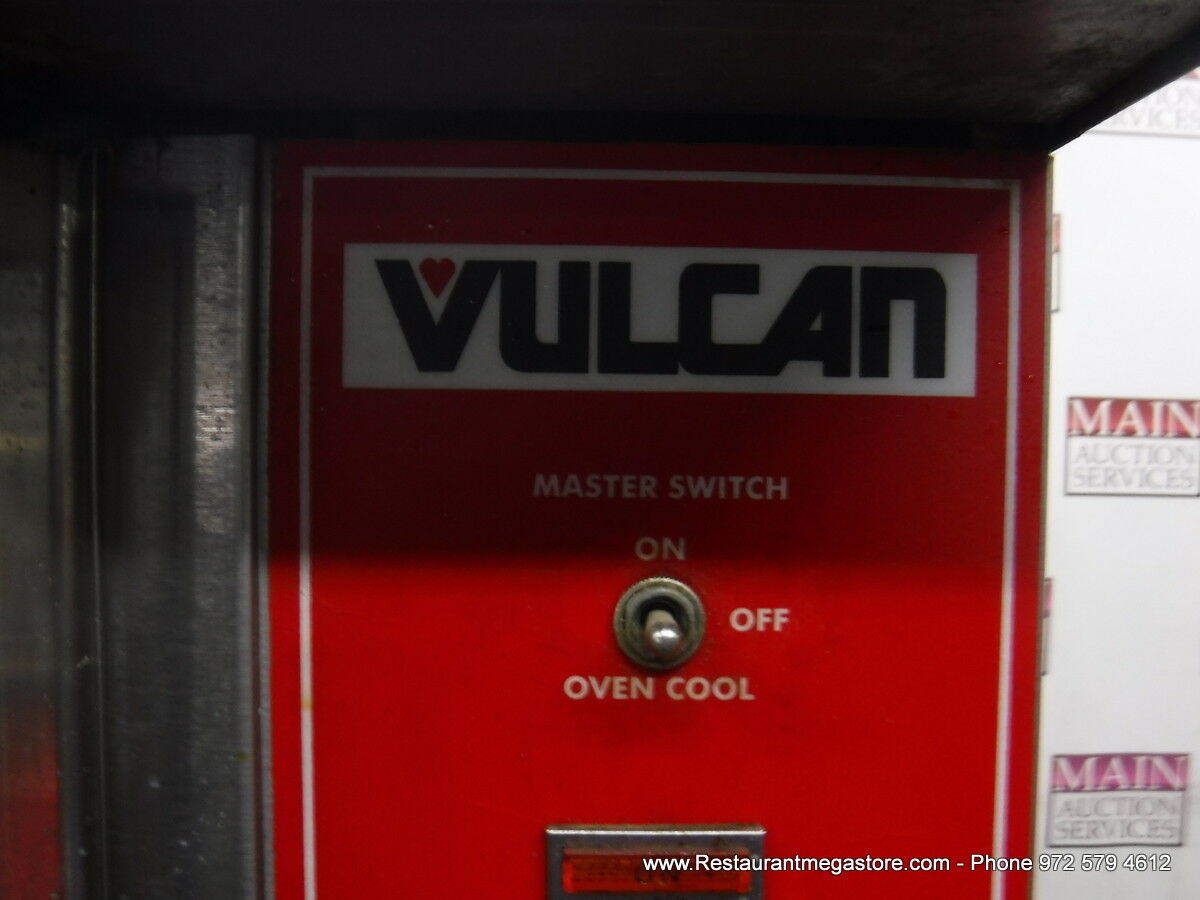 VULCAN
MASTER SWITCH
ON
OFF
OVEN COOL
MAIN
AUCTION
SERVICES
MAIN
AUCTION
SERVICES
www.Restaurantmegastore.com - Phone 972 579 4612